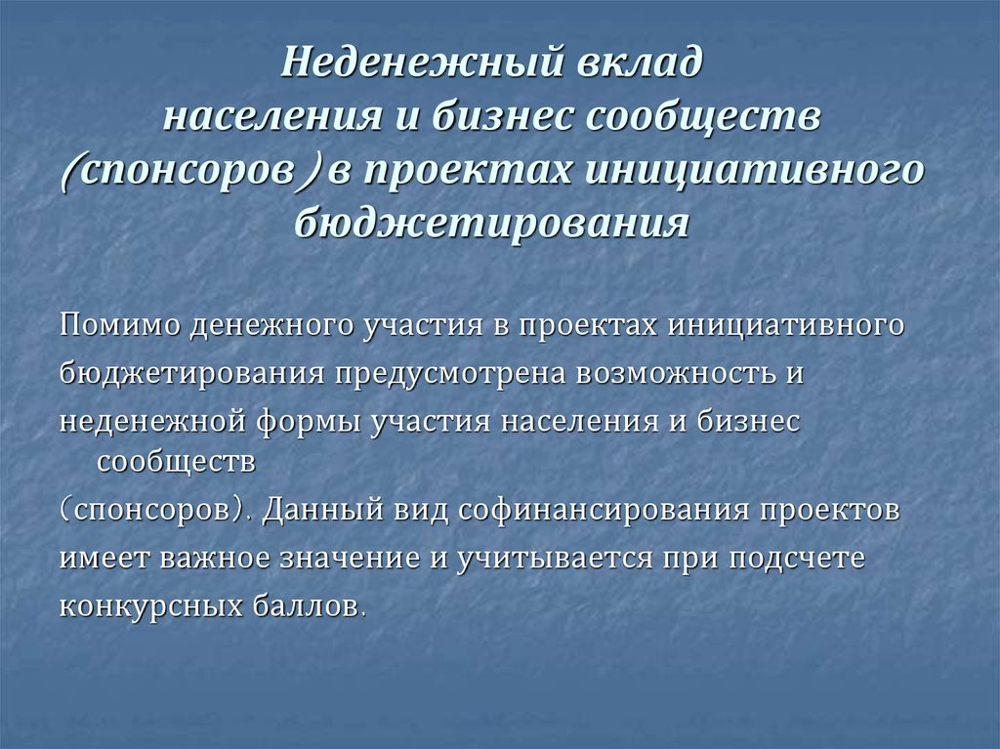 Неденежный вклад
населения и бизнес сообществ
(спонсоров) в проектах инициативного
бюджетирования
Помимо денежного участия в проектах инициативного
бюджетирования предусмотрена возможность и
неденежной формы участия населения и бизнес
сообществ
(спонсоров). Данный вид софинансирования проектов
имеет важное значение и учитывается при подсчете
конкурсных баллов.